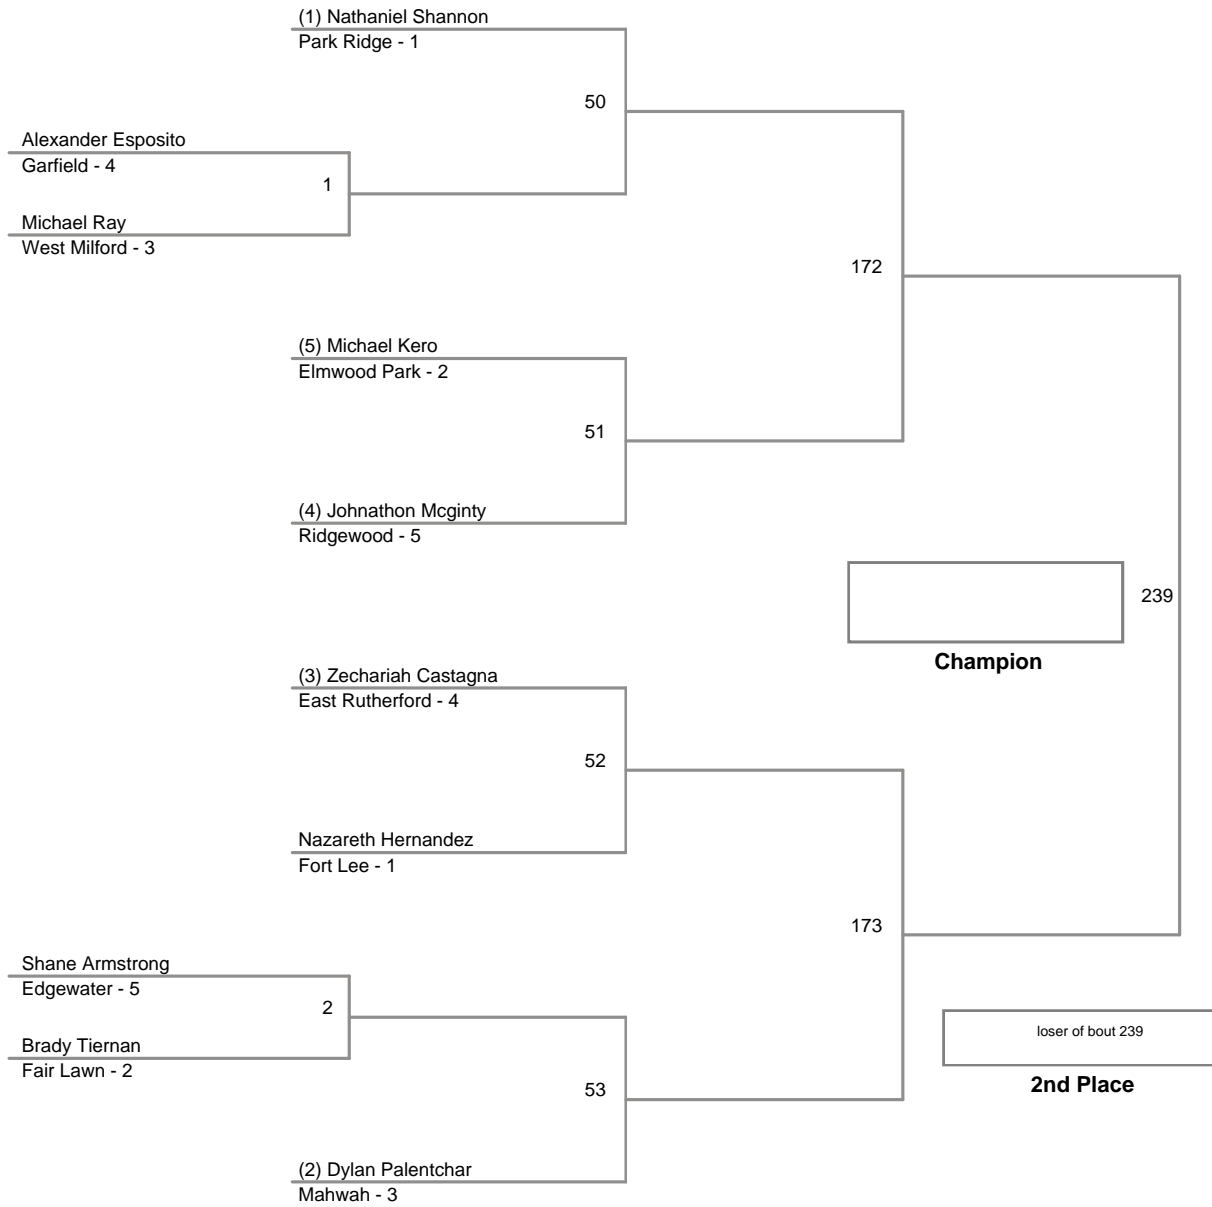 (1) Nathaniel Shannon
Park Ridge - 1
50
Alexander Esposito
Garfield - 4
1
Michael Ray
West Milford - 3
172
(5) Michael Kero
Elmwood Park - 2
51
(4) Johnathon Mcginty
Ridgewood - 5
239
Champion
(3) Zechariah Castagna
East Rutherford - 4
52
Nazareth Hernandez
Fort Lee - 1
173
Shane Armstrong
Edgewater - 5
2
Brady Tiernan
Fair Lawn - 2
loser of bout 239
2nd Place
53
(2) Dylan Palentchar
Mahwah - 3